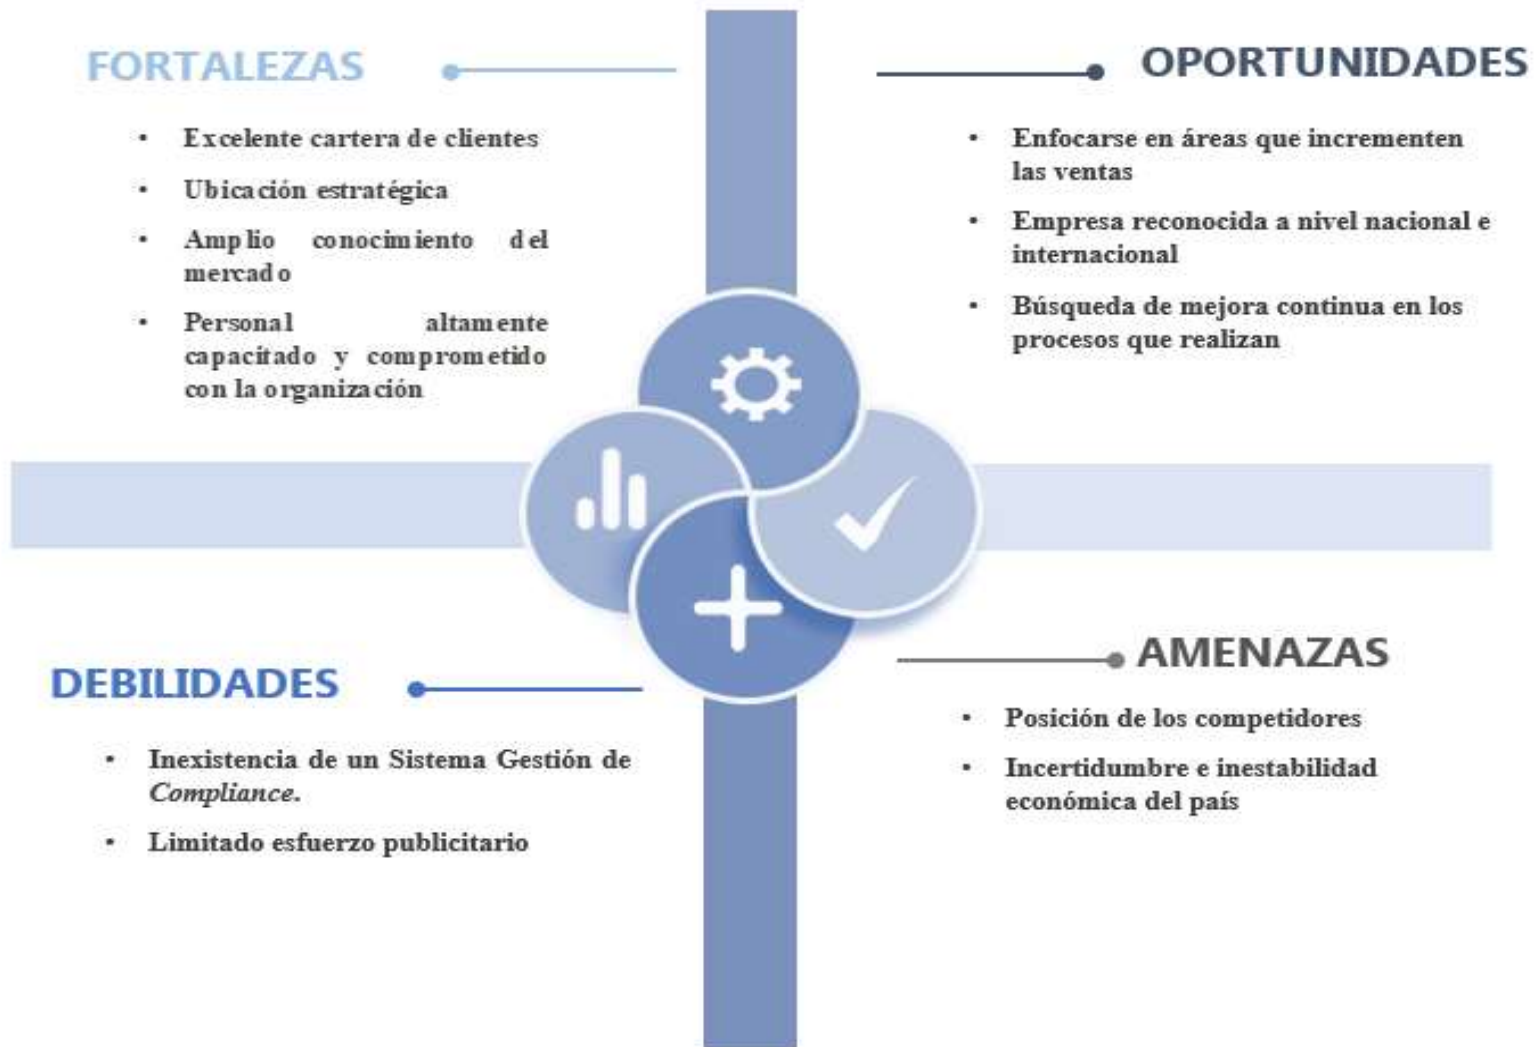 FORTALEZAS
• Excelente cartera de clientes
• Ubicación estratégica
• Amplio conocimiento del
mercado
• Personal altamente
capacitado y comprometido
con la organización
OPORTUNIDADES
• Enfocarse en áreas que incrementen
las ventas
• Empresa reconocida a nivel nacional e
internacional
• Búsqueda de mejora continua en los
procesos que realizan
DEBILIDADES
• Inexistencia de un Sistema Gestión de
Compliance.
• Limitado esfuerzo publicitario
AMENAZAS
• Posición de los competidores
• Incertidumbre e inestabilidad
económica del país